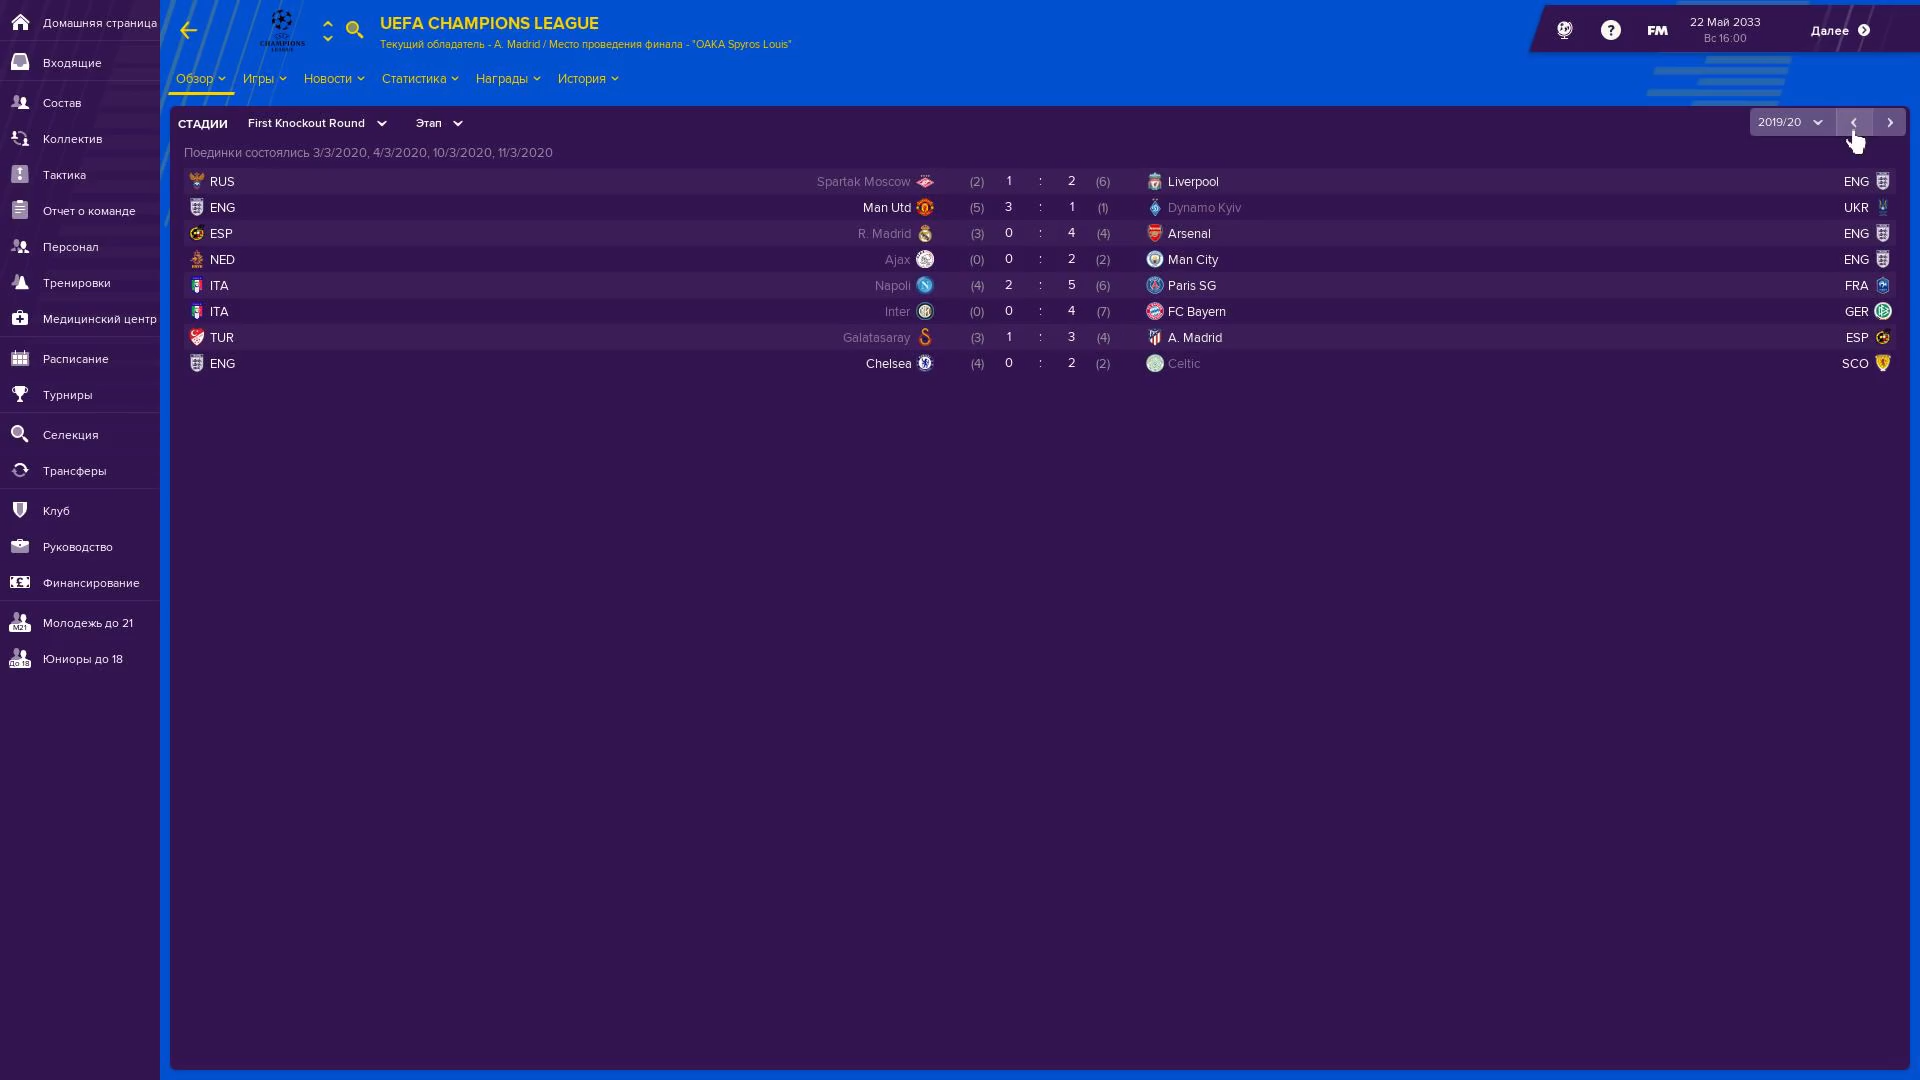 Домашняя страница
Входящие
Состав
Коллектив
Тактика
Отчет о команде
Персонал
Тренировки
Медицинский центр
Расписание
Турниры
Селекция
Трансферы
Клуб
Руководство
Финансирование
M21 Молодежь до 21
До 18 Юниоры до 18
CHAMPIONS LEAGUE
UEFA CHAMPIONS LEAGUE
Текущий обладатель - A. Madrid / Место проведения финала - "OAKA Spyros Louis"
? FM 22 Май 2033 Далее
Вс 16:00
Обзор Игры Новости Статистика Награды История
СТАДИИ First Knockout Round Этап 2019/20
Поединки состоялись 3/3/2020, 4/3/2020, 10/3/2020, 11/3/2020
RUS Spartak Moscow (2) 1 : 2 (6) Liverpool ENG
ENG Man Utd (5) 3 : 1 (1) Dynamo Kyiv UKR
ESP R. Madrid (3) 0 : 4 (4) Arsenal ENG
NED Ajax (0) 0 : 2 (2) Man City ENG
ITA Napoli (4) 2 : 5 (6) Paris SG FRA
ITA Inter (0) 0 : 4 (7) FC Bayern GER
TUR Galatasaray (3) 1 : 3 (4) A. Madrid ESP
ENG Chelsea (4) 0 : 2 (2) Celtic SCO